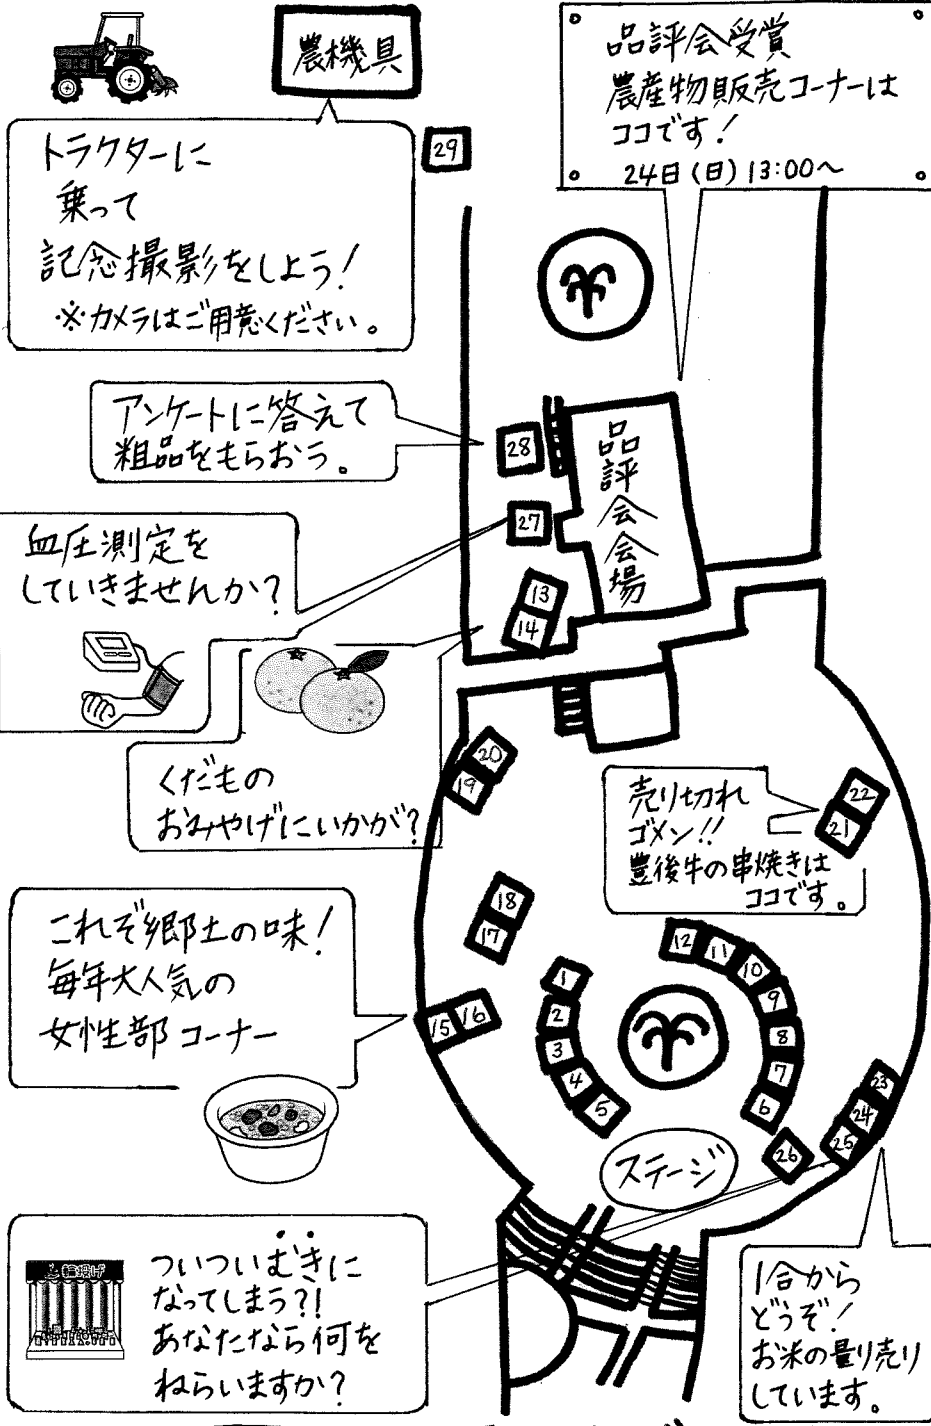 農機具
品評会受賞
農産物販売コーナーは
ココです！
24日(日)13:00〜
トラクターに
乗って
記念撮影をしよう！
※カメラはご用意ください。
29
アンケートに答えて
粗品をもらおう。
28
品評会会場
27
血圧測定を
していきませんか？
13
14
くだもの
おみやげにいかが？
20
19
売り切れ
ゴメン!!
豊後牛の串焼きは
ココです。
22
21
18
17
これぞ郷土の味！
毎年大人気の
女性部コーナー
15 16
1
2
3
4
5
12
11
10
9
8
7
6
23
24
25
26
ステージ
輪投げ
ついついむきに
なってしまう?!
あなたなら何を
ねらいますか？
1合から
どうぞ！
お米の量り売り
しています。